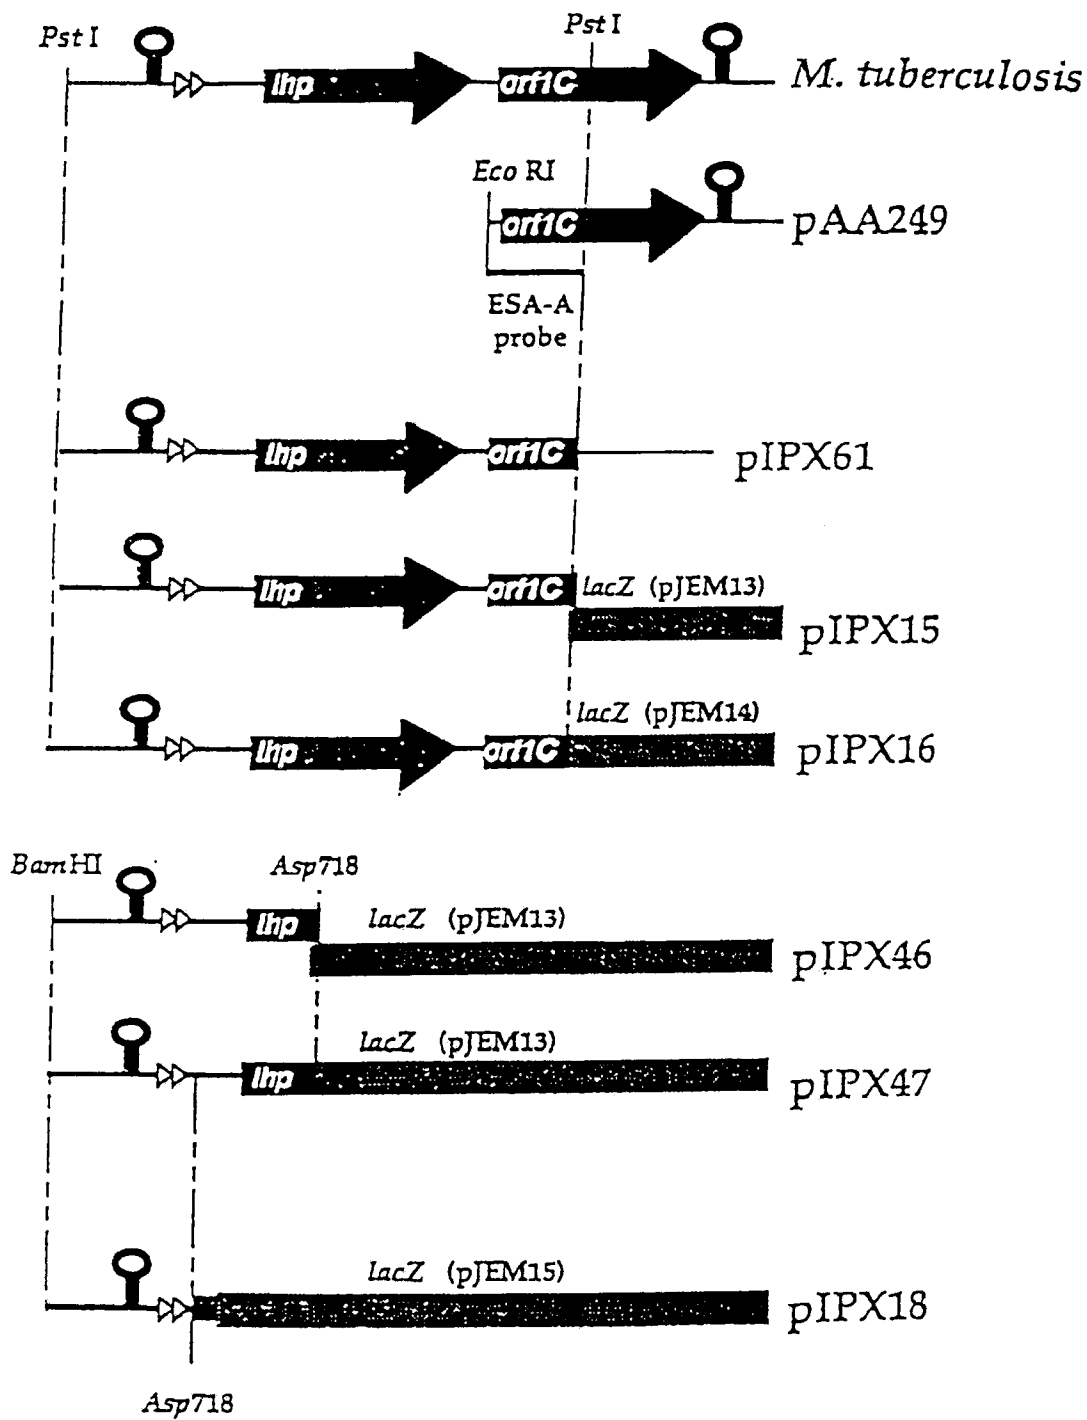 Pst I
Pst I
lhp
orf1C
M. tuberculosis
Eco RI
orf1C
pAA249
ESA-A
probe
lhp
orf1C
pIPX61
lhp
orf1C
lacZ (pJEM13)
pIPX15
lhp
orf1C
lacZ (pJEM14)
pIPX16
BamHI
Asp718
lhp
lacZ (pJEM13)
pIPX46
lacZ (pJEM13)
lhp
pIPX47
lacZ (pJEM15)
pIPX18
Asp718